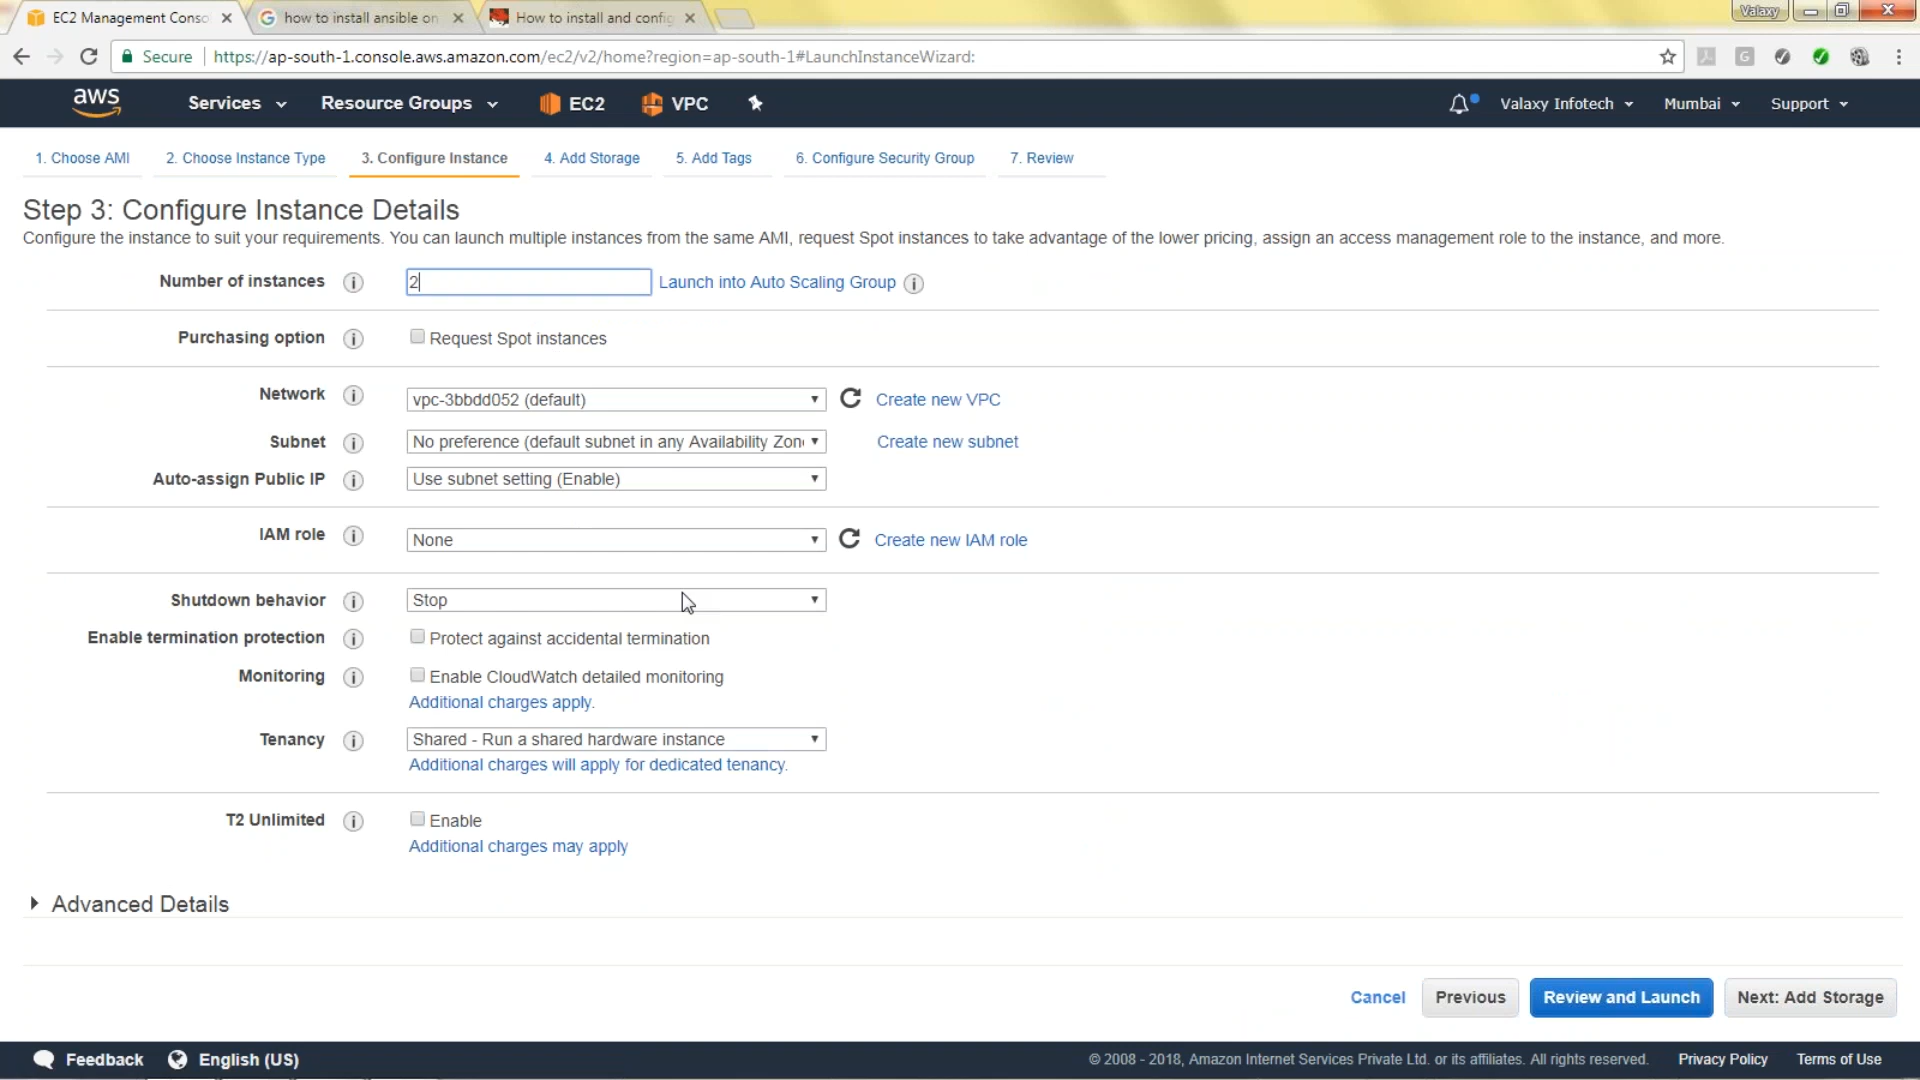 EC2 Management Conso
how to install ansible on
How to install and config
Valaxy
Secure
https://ap-south-1.console.aws.amazon.com/ec2/v2/home?region=ap-south-1#LaunchInstanceWizard:
aws
Services
Resource Groups
EC2
VPC
Valaxy Infotech
Mumbai
Support
1. Choose AMI
2. Choose Instance Type
3. Configure Instance
4. Add Storage
5. Add Tags
6. Configure Security Group
7. Review
Step 3: Configure Instance Details
Configure the instance to suit your requirements. You can launch multiple instances from the same AMI, request Spot instances to take advantage of the lower pricing, assign an access management role to the instance, and more.
Number of instances
2
Launch into Auto Scaling Group
Purchasing option
Request Spot instances
Network
vpc-3bbdd052 (default)
Create new VPC
Subnet
No preference (default subnet in any Availability Zon
Create new subnet
Auto-assign Public IP
Use subnet setting (Enable)
IAM role
None
Create new IAM role
Shutdown behavior
Stop
Enable termination protection
Protect against accidental termination
Monitoring
Enable CloudWatch detailed monitoring
Additional charges apply.
Tenancy
Shared - Run a shared hardware instance
Additional charges will apply for dedicated tenancy.
T2 Unlimited
Enable
Additional charges may apply
Advanced Details
Cancel
Previous
Review and Launch
Next: Add Storage
Feedback
English (US)
© 2008 - 2018, Amazon Internet Services Private Ltd. or its affiliates. All rights reserved.
Privacy Policy
Terms of Use